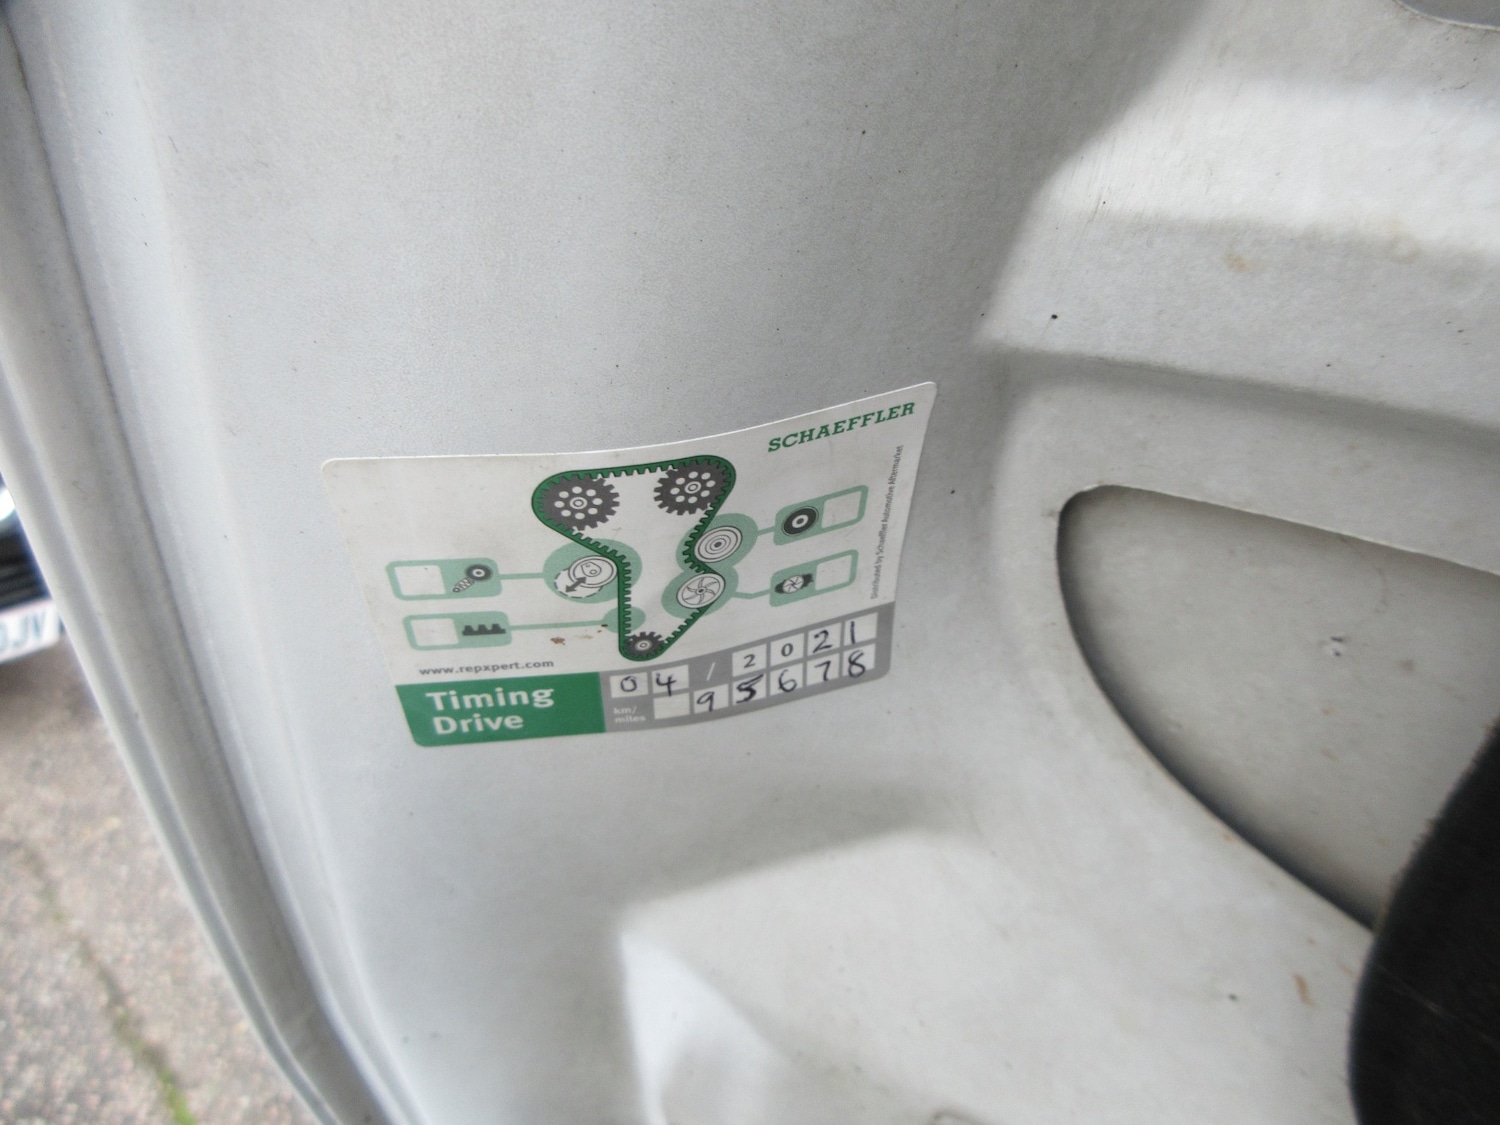 SCHAEFFLER
Distributed by Schaeffler Automotive Aftermarket
www.repxpert.com
Timing
Drive
04 / 2021
km/
miles
95678